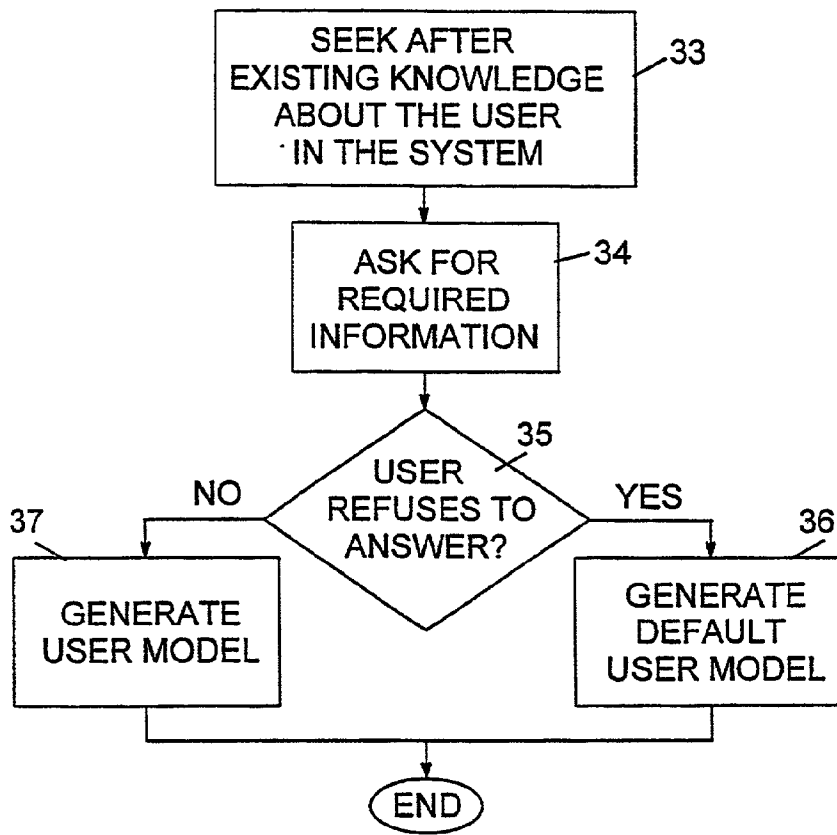 SEEK AFTER
EXISTING KNOWLEDGE
ABOUT THE USER
IN THE SYSTEM
33
ASK FOR
REQUIRED
INFORMATION
34
USER
REFUSES TO
ANSWER?
35
NO
YES
37
GENERATE
USER MODEL
36
GENERATE
DEFAULT
USER MODEL
END